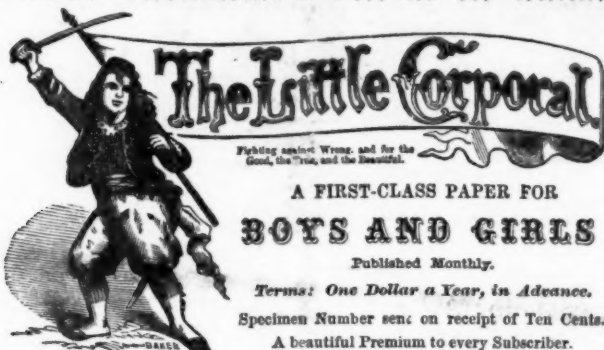 The Little Corporal.
Fighting against Wrong, and for the
Good, the True, and the Beautiful.
A FIRST-CLASS PAPER FOR
BOYS AND GIRLS
Published Monthly.
Terms: One Dollar a Year, in Advance.
Specimen Number sent on receipt of Ten Cents.
A beautiful Premium to every Subscriber.
BAKER